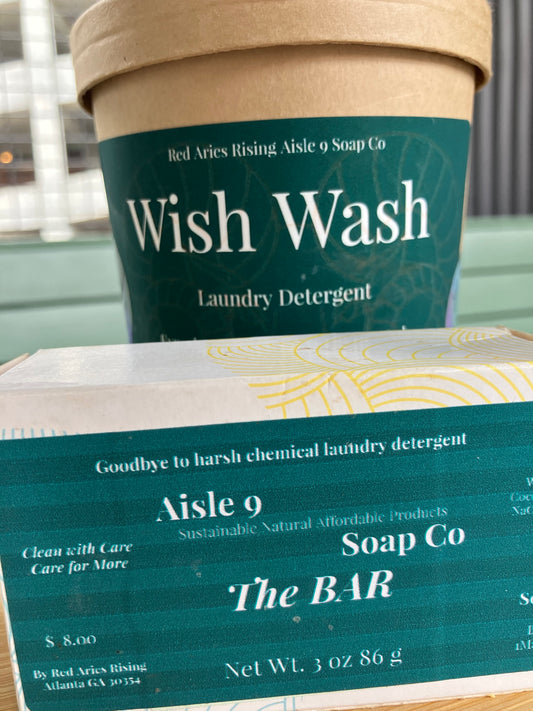 Red Aries Rising Aisle 9 Soap Co
Wish Wash
Laundry Detergent
Goodbye to harsh chemical laundry detergent
Aisle 9
Sustainable Natural Affordable Products
Soap Co
Clean with Care
Care for More
The BAR
$ 8.00
By Red Aries Rising
Atlanta GA 30354
Net Wt. 3 oz 86 g